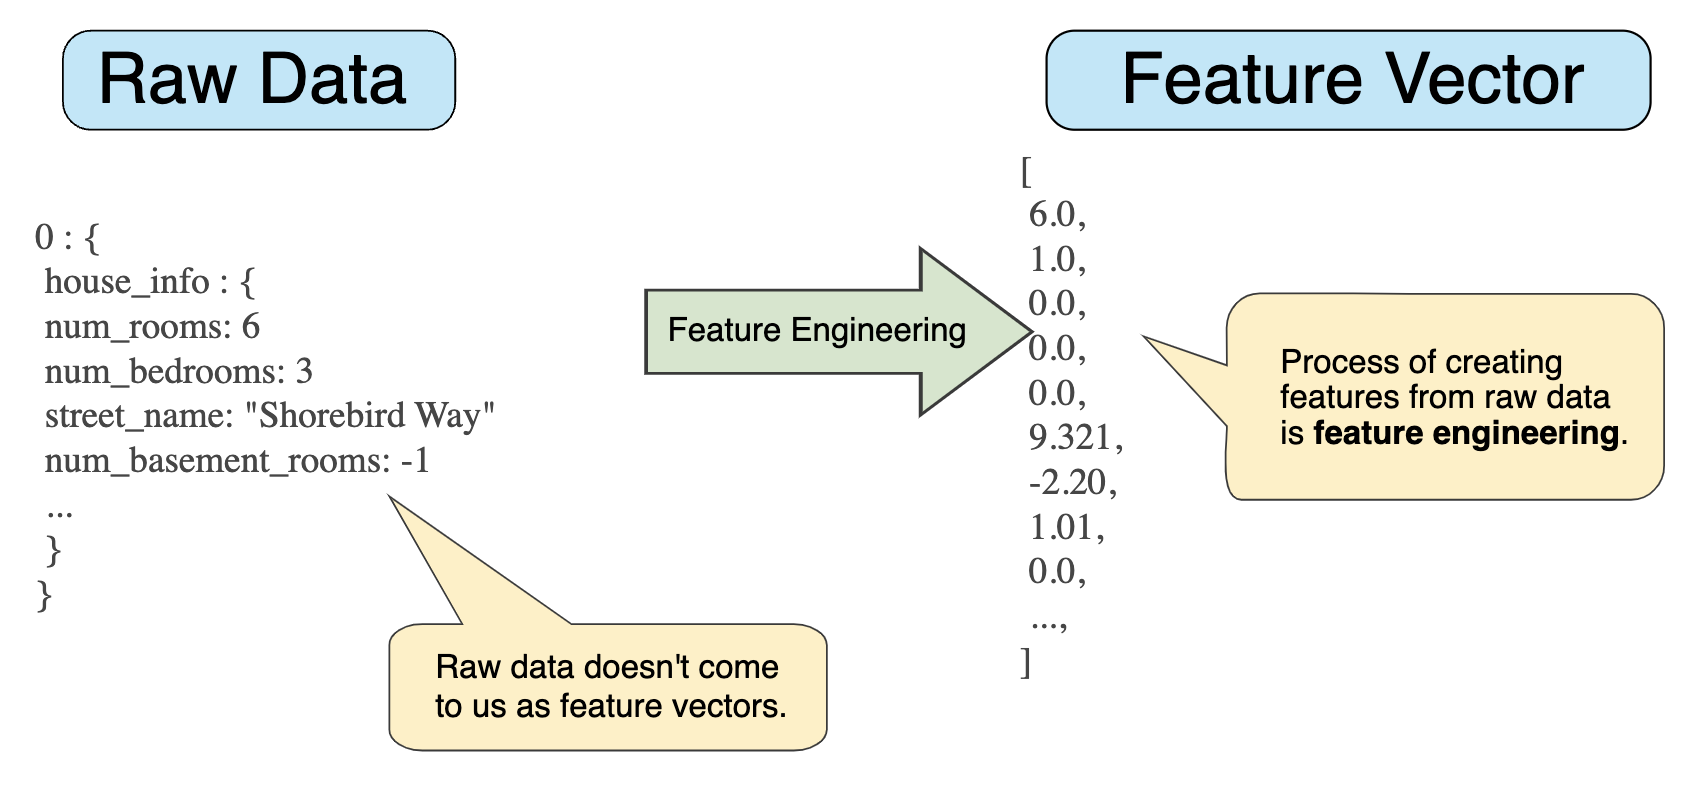 Raw Data
0 : {
house_info : {
num_rooms: 6
num_bedrooms: 3
street_name: "Shorebird Way"
num_basement_rooms: -1
...
}
}
Raw data doesn't come
to us as feature vectors.
Feature Engineering
Feature Vector
[
6.0,
1.0,
0.0,
0.0,
0.0,
9.321,
-2.20,
1.01,
0.0,
...,
]
Process of creating
features from raw data
is feature engineering.